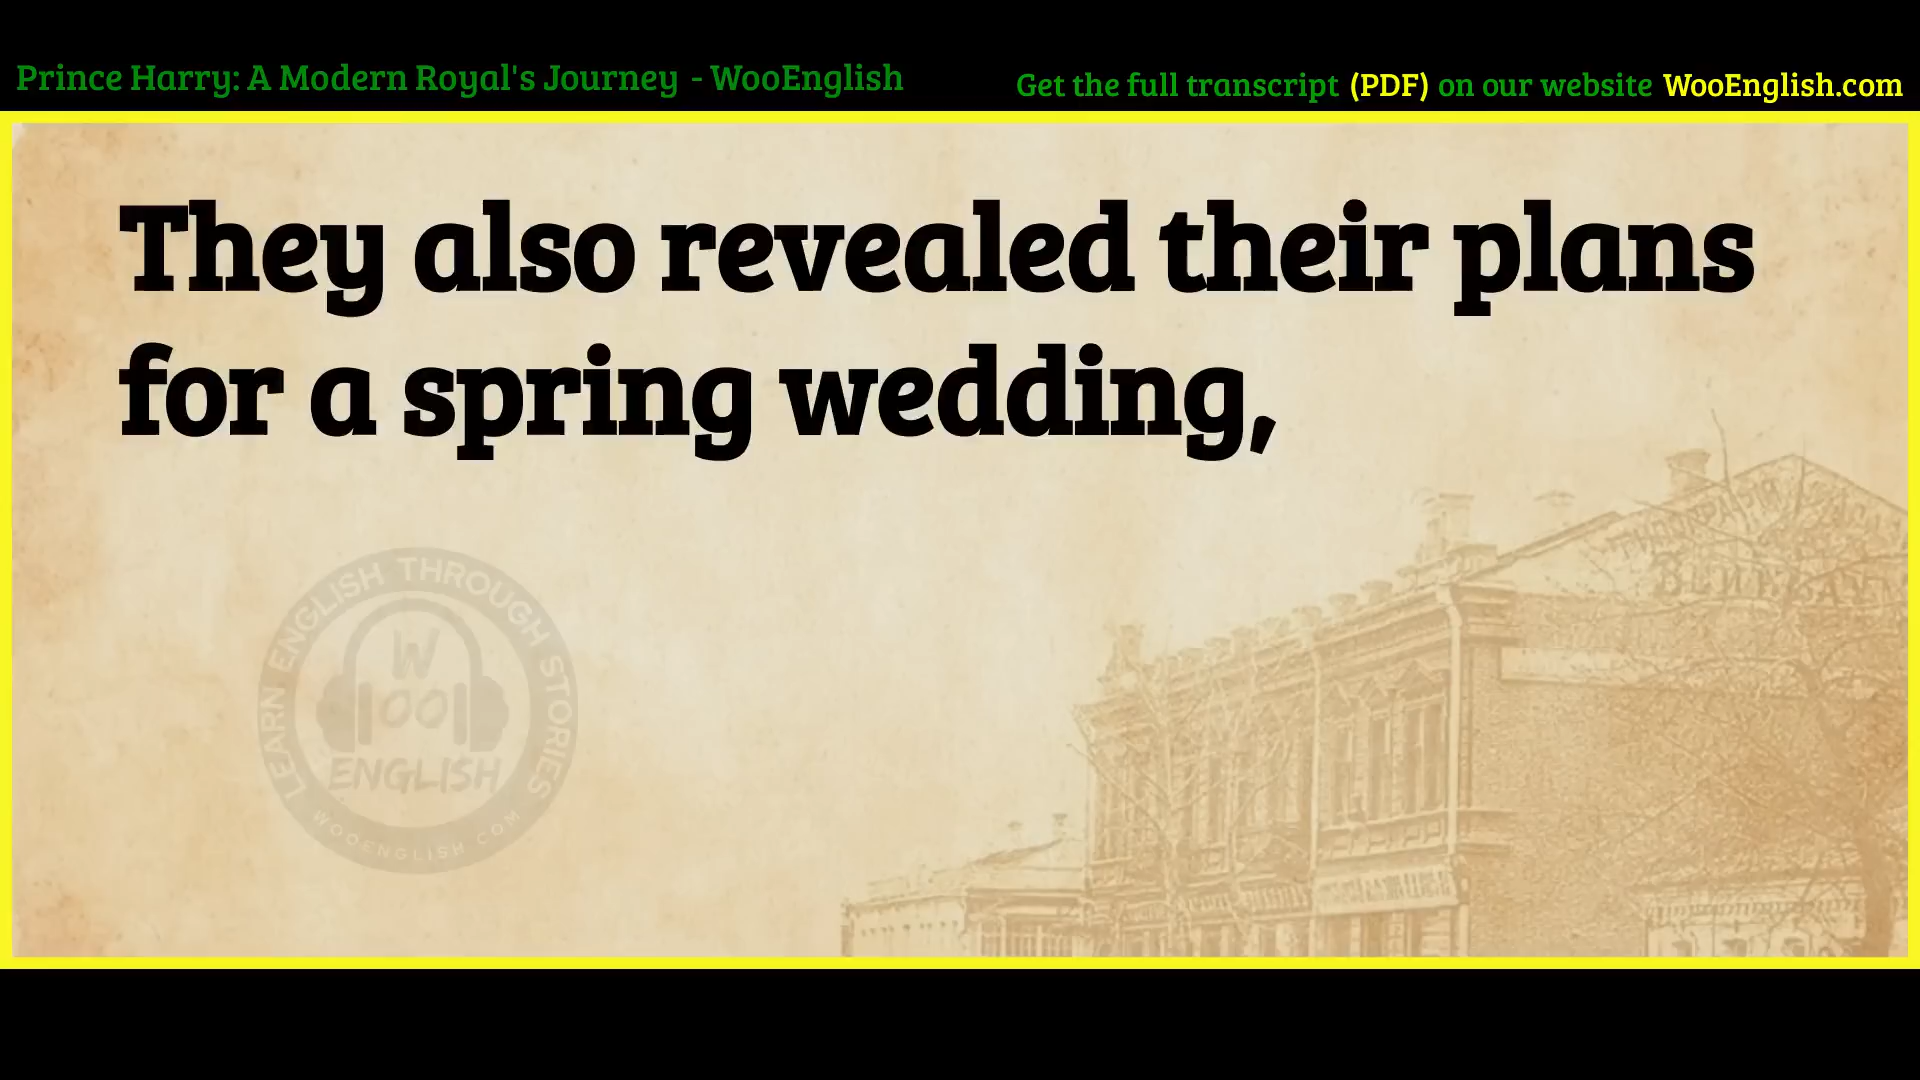 Prince Harry: A Modern Royal's Journey - WooEnglish
Get the full transcript (PDF) on our website WooEnglish.com
They also revealed their plans
for a spring wedding,
LEARN ENGLISH THROUGH STORIES
W
OO
ENGLISH
WOOENGLISH.COM